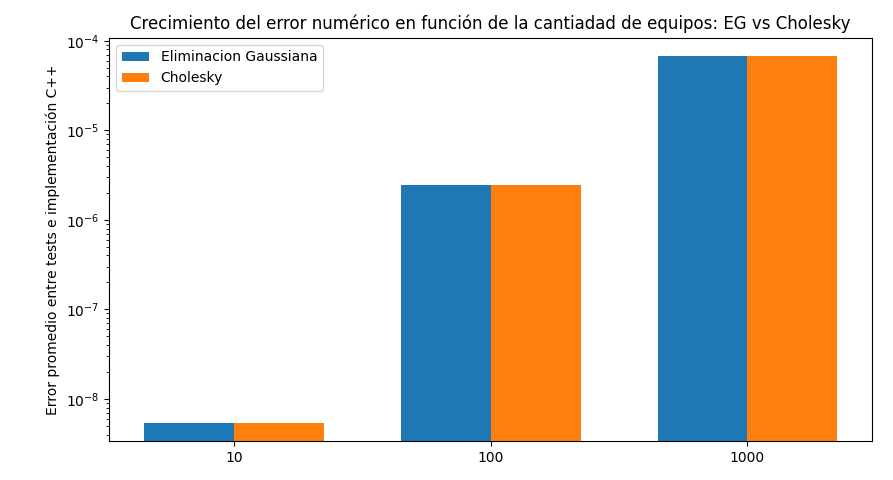 Crecimiento del error numérico en función de la cantiadad de equipos: EG vs Cholesky
Eliminacion Gaussiana
Cholesky
Error promedio entre tests e implementación C++
10⁻⁴
10⁻⁵
10⁻⁶
10⁻⁷
10⁻⁸
10
100
1000